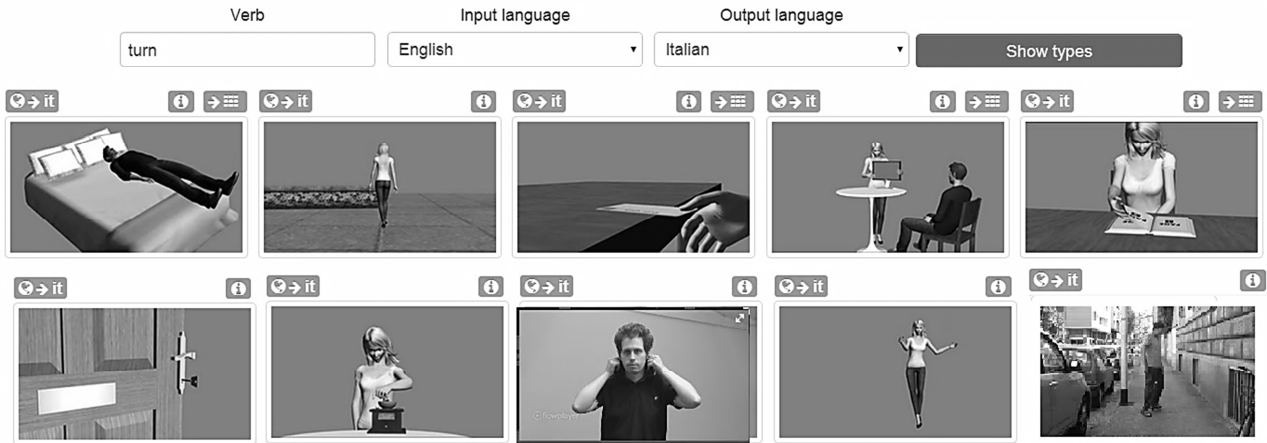 Verb Input language Output language
turn English Italian Show types
it it it it it
it it it it it
flowplayer